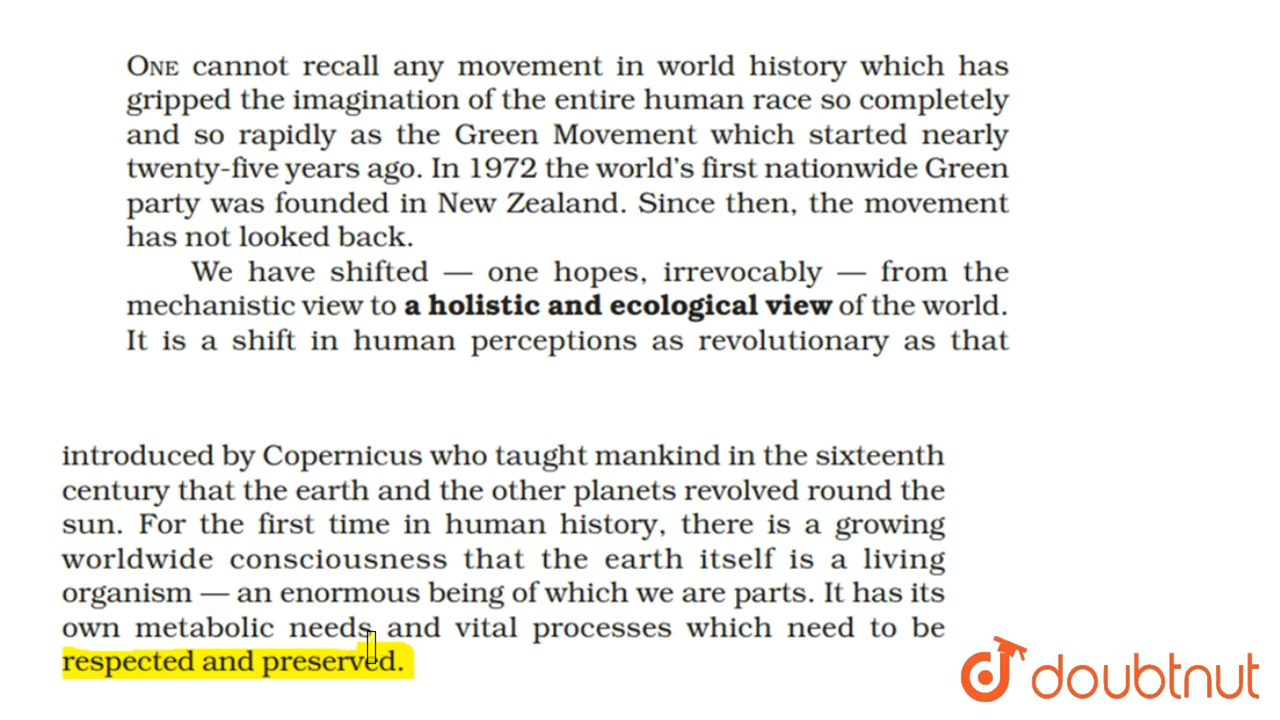 ONE cannot recall any movement in world history which has
gripped the imagination of the entire human race so completely
and so rapidly as the Green Movement which started nearly
twenty-five years ago. In 1972 the world's first nationwide Green
party was founded in New Zealand. Since then, the movement
has not looked back.
We have shifted — one hopes, irrevocably — from the
mechanistic view to a holistic and ecological view of the world.
It is a shift in human perceptions as revolutionary as that
introduced by Copernicus who taught mankind in the sixteenth
century that the earth and the other planets revolved round the
sun. For the first time in human history, there is a growing
worldwide consciousness that the earth itself is a living
organism — an enormous being of which we are parts. It has its
own metabolic needs and vital processes which need to be
respected and preserved.
doubtnut